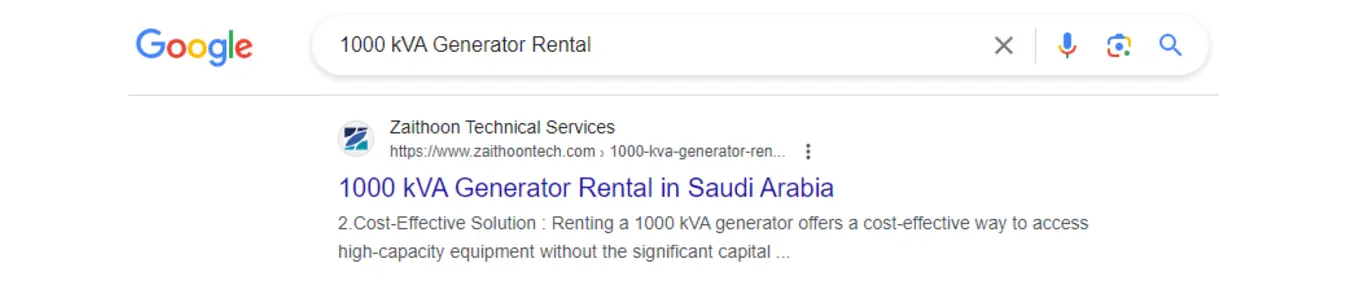 Google
1000 kVA Generator Rental
Zaithoon Technical Services
https://www.zaithoontech.com › 1000-kva-generator-ren...
1000 kVA Generator Rental in Saudi Arabia
2.Cost-Effective Solution : Renting a 1000 kVA generator offers a cost-effective way to access
high-capacity equipment without the significant capital ...